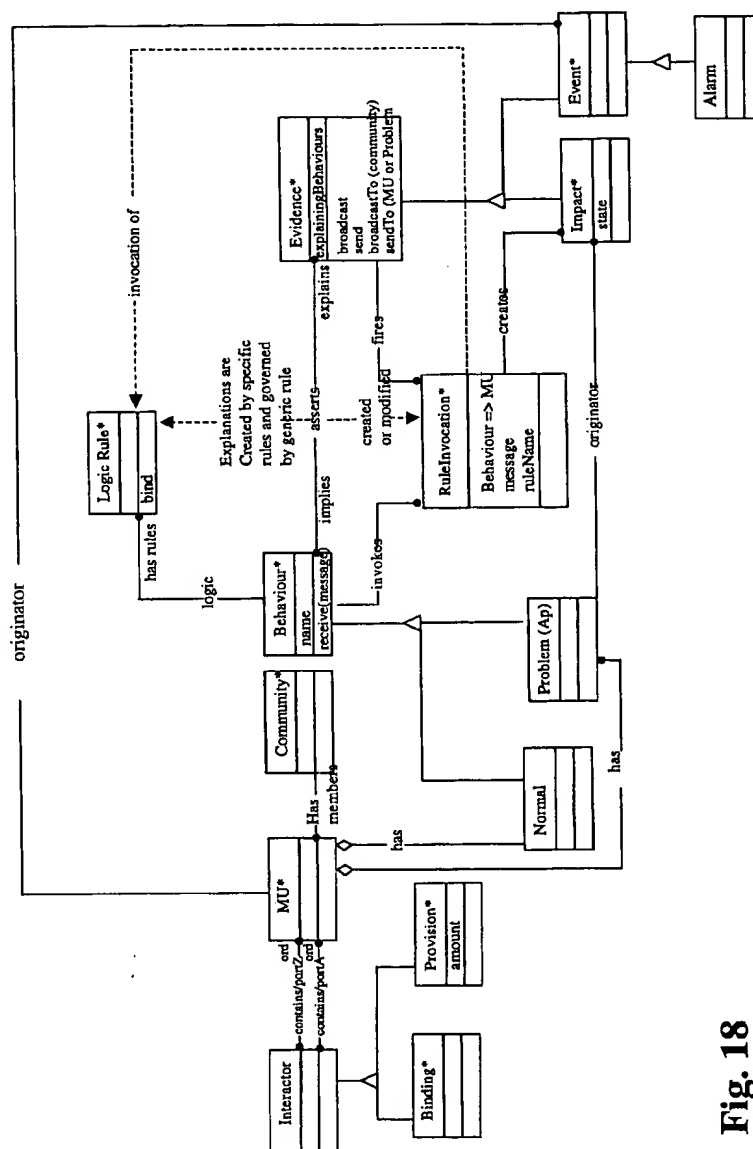 originator
Logic Rule*
bind
has rules
logic
invocation of
Explanations are
Created by specific
rules and governed
by generic rule
Evidence*
explainingBehaviours
broadcast
send
broadcastTo (community)
sendTo (MU or Problem
explains
asserts
implies
fires
created
or modified
Behaviour*
name
receive(message)
invokos
RuleInvocation*
Behaviour => MU
message
ruleName
creates
Event*
Alarm
Impact*
state
originator
Community*
Has
members
MU*
ord
contains/portZ
ord
contains/portA
Interactor
Binding*
Provision*
amount
has
Normal
Problem (Ap)
has
Fig. 18